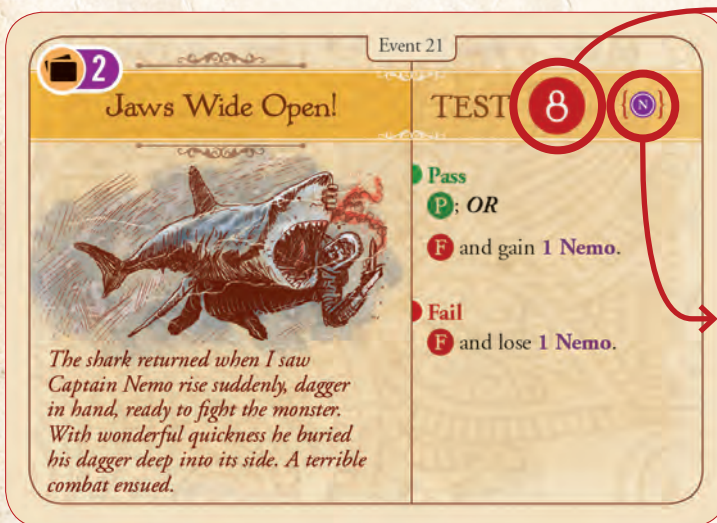 Event 21
2
Jaws Wide Open!
TEST 8 {N}
Pass
P; OR
F and gain 1 Nemo.
Fail
F and lose 1 Nemo.
The shark returned when I saw
Captain Nemo rise suddenly, dagger
in hand, ready to fight the monster.
With wonderful quickness he buried
his dagger deep into its side. A terrible
combat ensued.